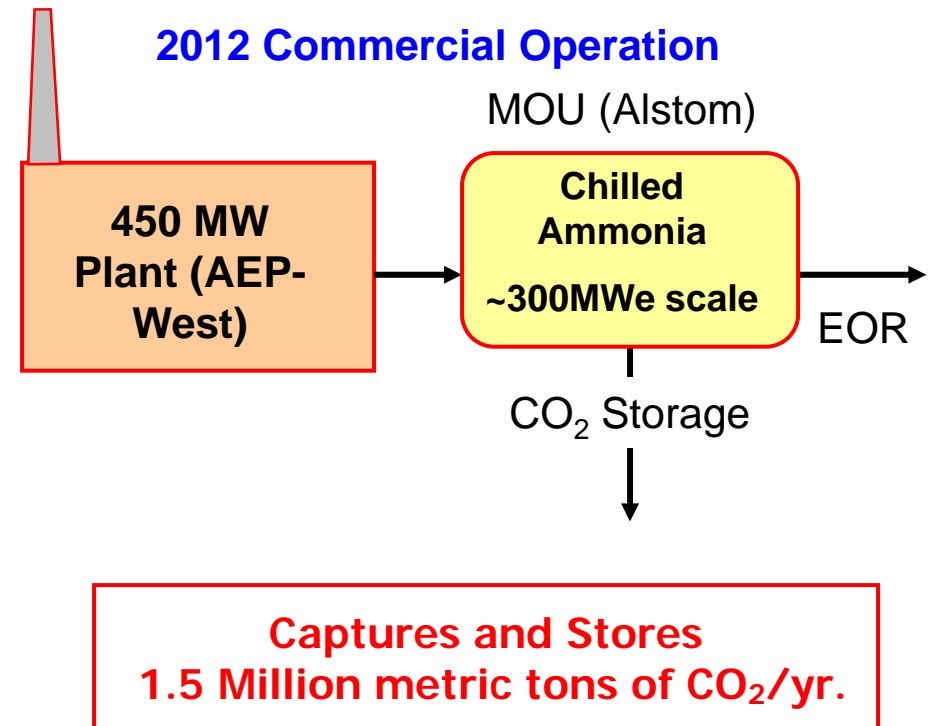 2012 Commercial Operation
MOU (Alstom)
450 MW
Plant (AEP-
West)
Chilled
Ammonia
~300MWe scale
EOR
CO₂ Storage
Captures and Stores
1.5 Million metric tons of CO₂/yr.